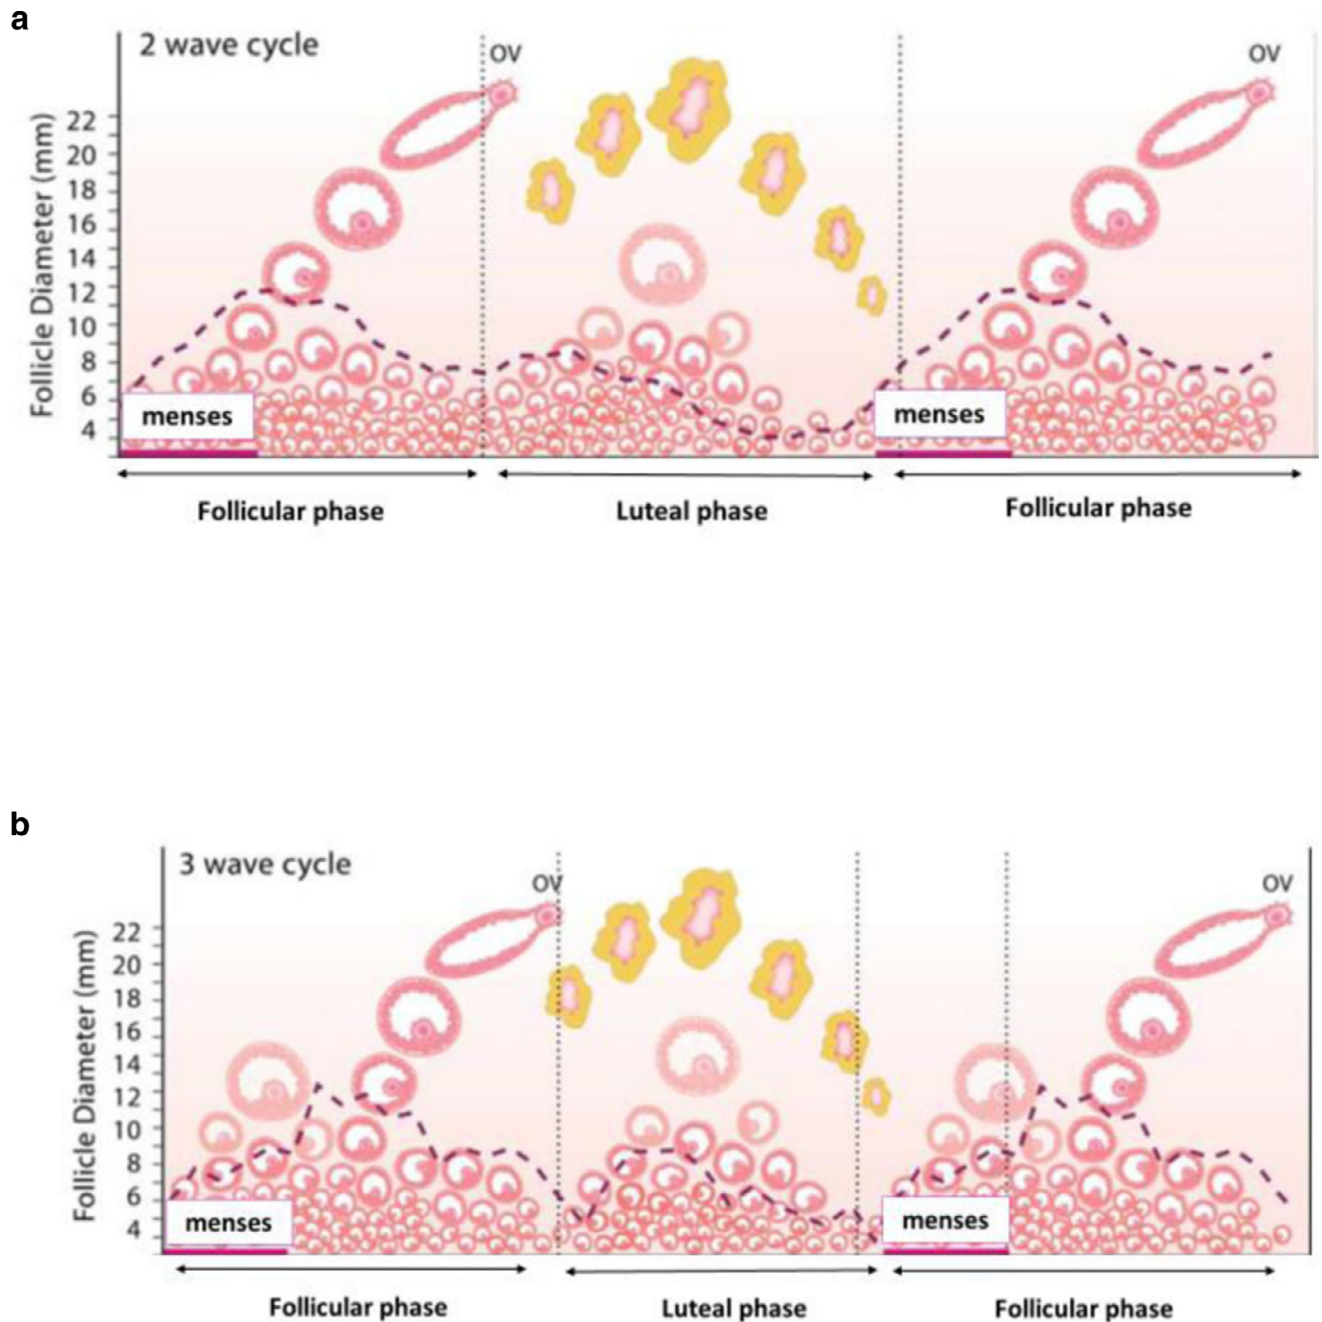 a
2 wave cycle
OV
OV
Follicle Diameter (mm)
22
20
18
16
14
12
10
8
6
4
menses
menses
Follicular phase
Luteal phase
Follicular phase
b
3 wave cycle
OV
OV
Follicle Diameter (mm)
22
20
18
16
14
12
10
8
6
4
menses
menses
Follicular phase
Luteal phase
Follicular phase